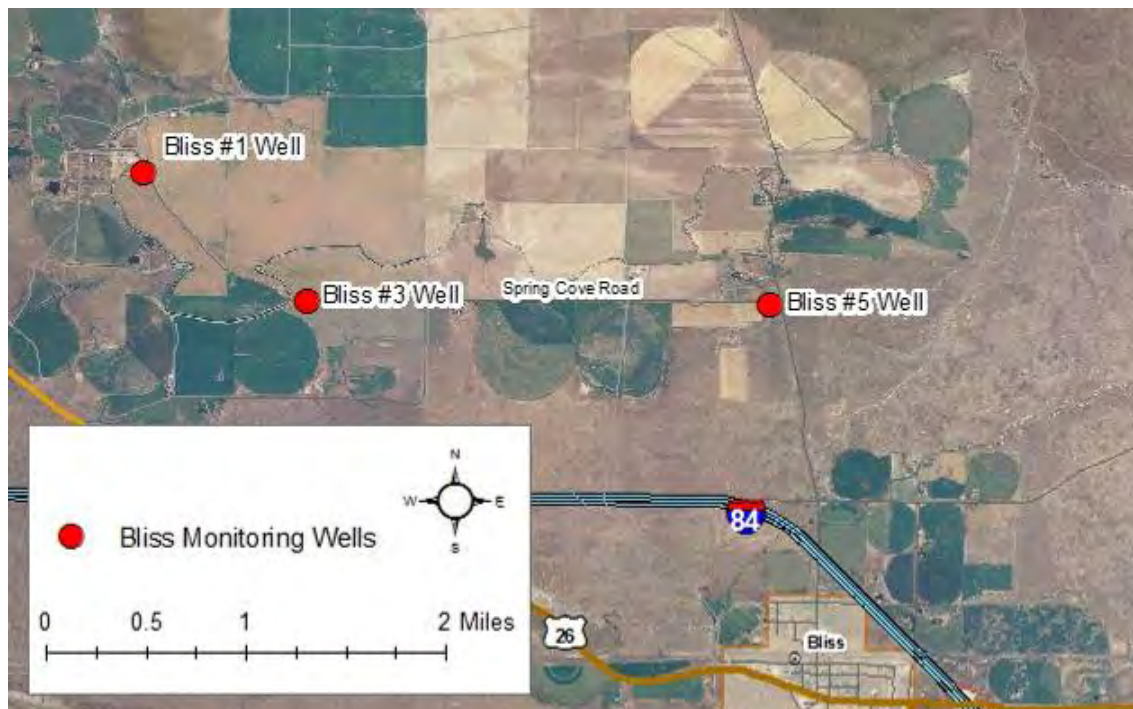 Bliss #1 Well
Bliss #3 Well
Spring Cove Road
Bliss #5 Well
N
W E
S
84
Bliss Monitoring Wells
0 0.5 1 2 Miles
26
Bliss